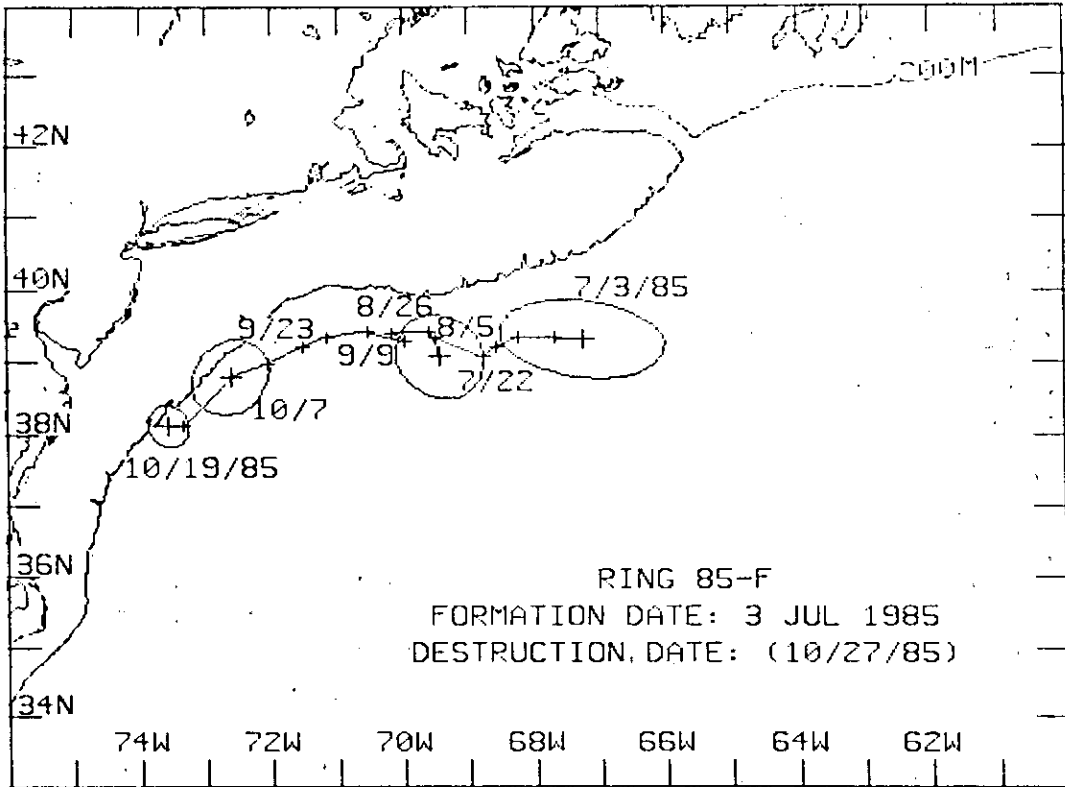 200M
42N
40N
7/3/85
8/26
9/23
8/5
9/9
7/22
10/7
38N
10/19/85
36N
RING 85-F
FORMATION DATE: 3 JUL 1985
DESTRUCTION DATE: (10/27/85)
34N
74W 72W 70W 68W 66W 64W 62W